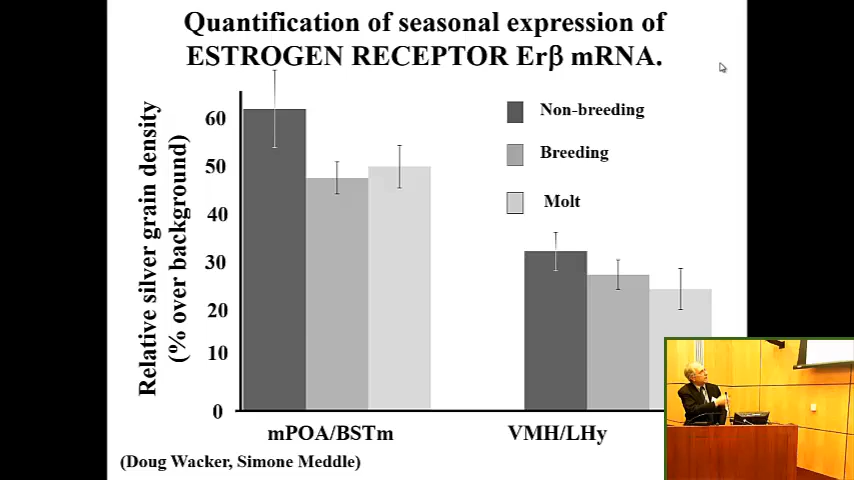 Quantification of seasonal expression of
ESTROGEN RECEPTOR Erβ mRNA.
Relative silver grain density
(% over background)
60
50
40
30
20
10
0
Non-breeding
Breeding
Molt
mPOA/BSTm
VMH/LHy
(Doug Wacker, Simone Meddle)